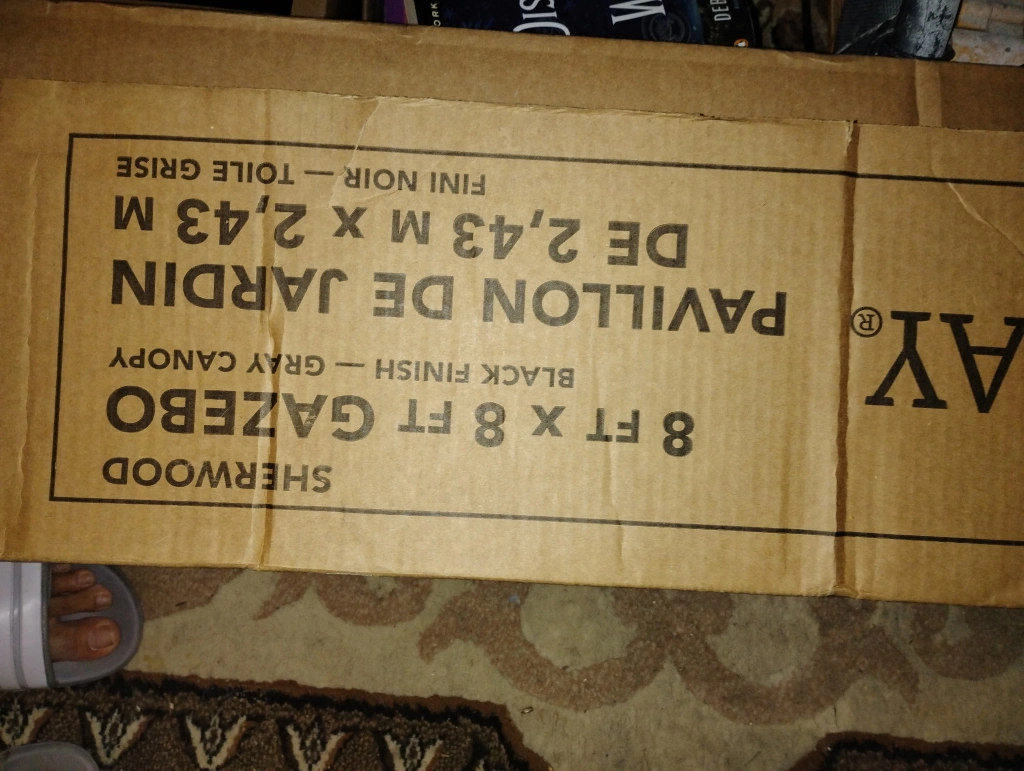 SHERWOOD
8 FT X 8 FT GAZEBO
BLACK FINISH — GRAY CANOPY
PAVILLON DE JARDIN
DE 2,43 M X 2,43 M
FINI NOIR — TOILE GRISE
AY®